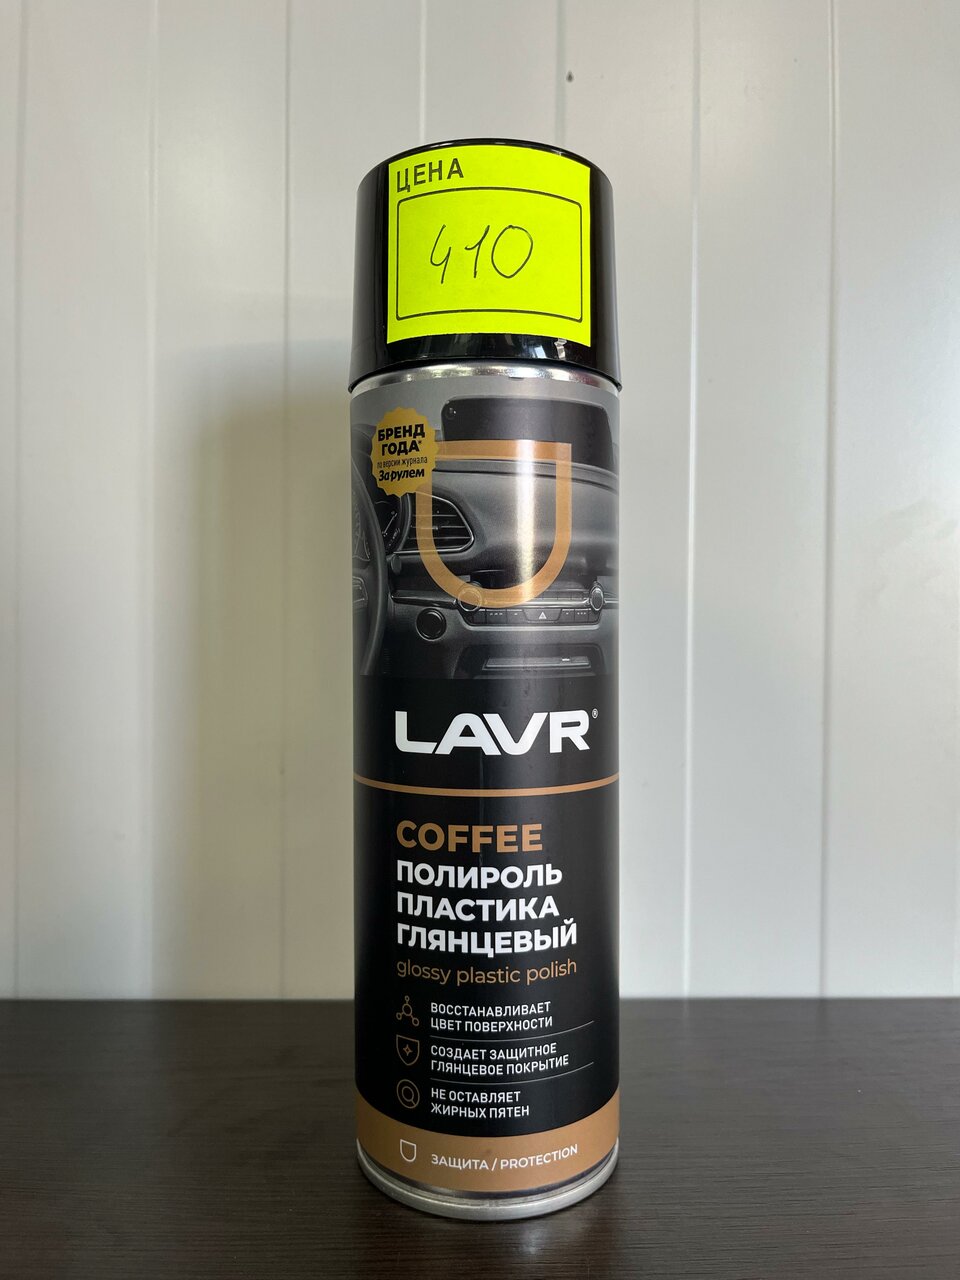 ЦЕНА
410
БРЕНД
ГОДА*
по версии журнала
За рулем
LAVR®
COFFEE
ПОЛИРОЛЬ
ПЛАСТИКА
ГЛЯНЦЕВЫЙ
glossy plastic polish
ВОССТАНАВЛИВАЕТ
ЦВЕТ ПОВЕРХНОСТИ
СОЗДАЕТ ЗАЩИТНОЕ
ГЛЯНЦЕВОЕ ПОКРЫТИЕ
НЕ ОСТАВЛЯЕТ
ЖИРНЫХ ПЯТЕН
ЗАЩИТА / PROTECTION